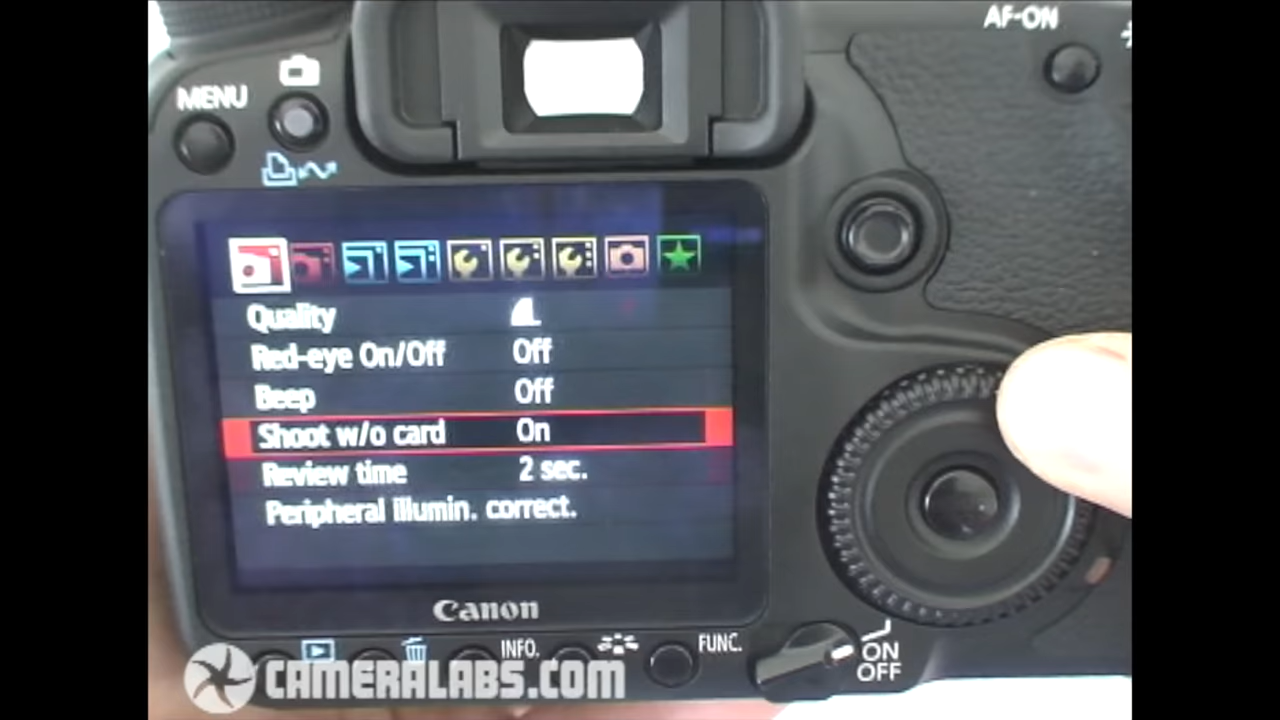 AF-ON
MENU
Quality L
Red-eye On/Off Off
Beep Off
Shoot w/o card On
Review time 2 sec.
Peripheral illumin. correct.
Canon
INFO.
FUNC.
ON
OFF
CAMERALABS.COM